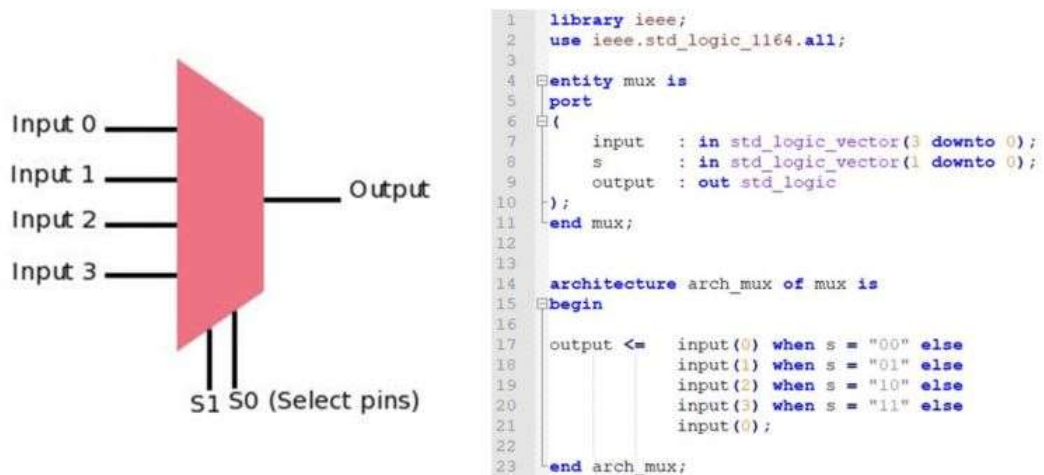 Input 0
Input 1
Input 2
Input 3
Output
S1 S0 (Select pins)
1 library ieee;
2 use ieee.std_logic_1164.all;
3
4 entity mux is
5 port
6 (
7 input : in std_logic_vector(3 downto 0);
8 s : in std_logic_vector(1 downto 0);
9 output : out std_logic
10 );
11 end mux;
12
13
14 architecture arch_mux of mux is
15 begin
16
17 output <= input(0) when s = "00" else
18 input(1) when s = "01" else
19 input(2) when s = "10" else
20 input(3) when s = "11" else
21 input(0);
22
23 end arch_mux;